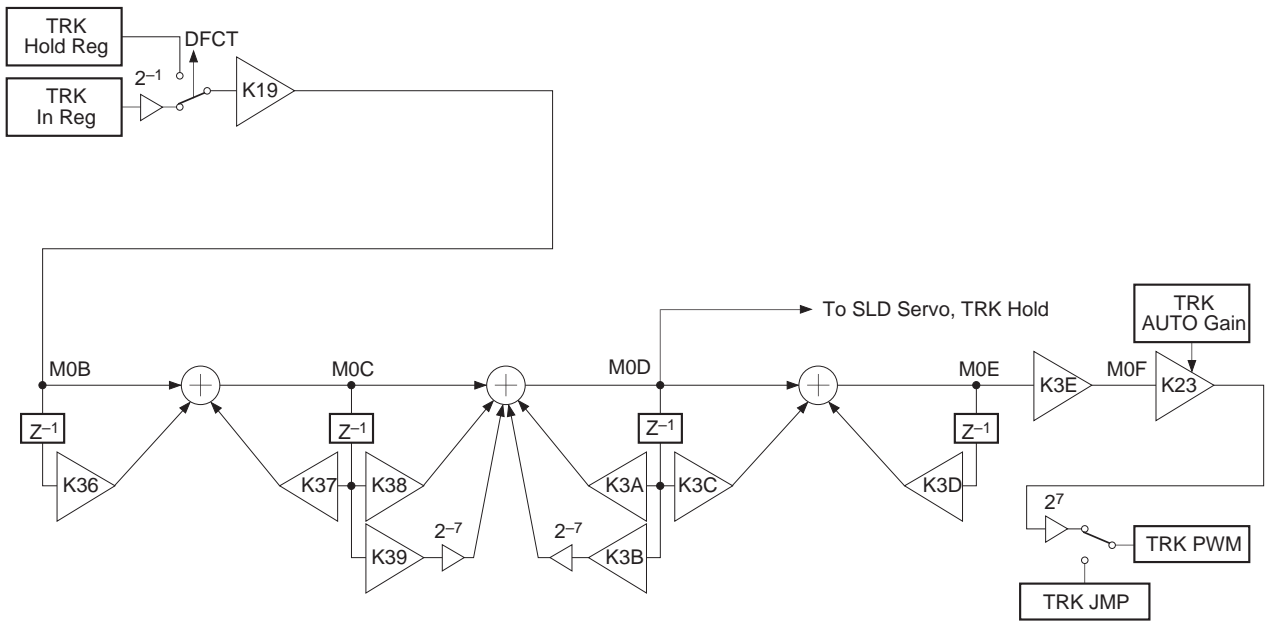 TRK
Hold Reg
DFCT
2⁻¹
TRK
In Reg
K19
To SLD Servo, TRK Hold
TRK
AUTO Gain
M0B
M0C
M0D
M0E
M0F
K3E
K23
Z⁻¹
Z⁻¹
Z⁻¹
Z⁻¹
K36
K37
K38
K3A
K3C
K3D
K39
2⁻⁷
2⁻⁷
K3B
2⁷
TRK PWM
TRK JMP